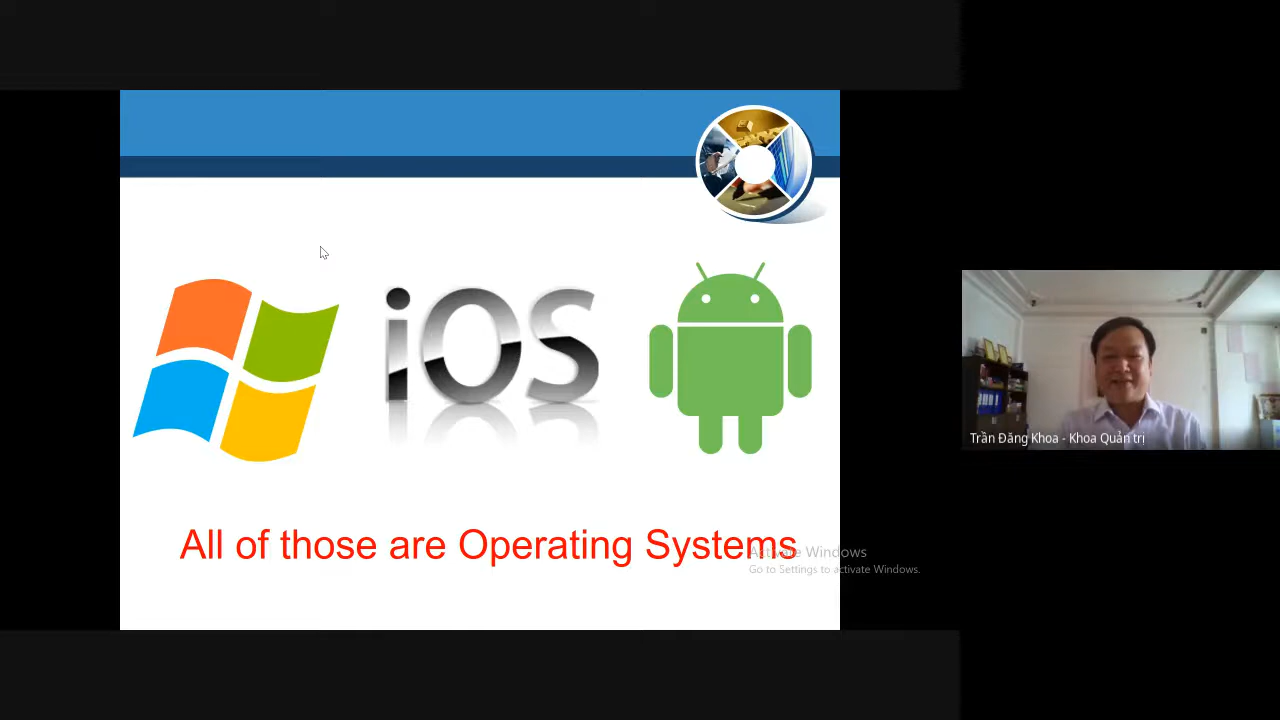 iOS
All of those are Operating Systems
Activate Windows
Go to Settings to activate Windows.
Trần Đăng Khoa - Khoa Quản trị